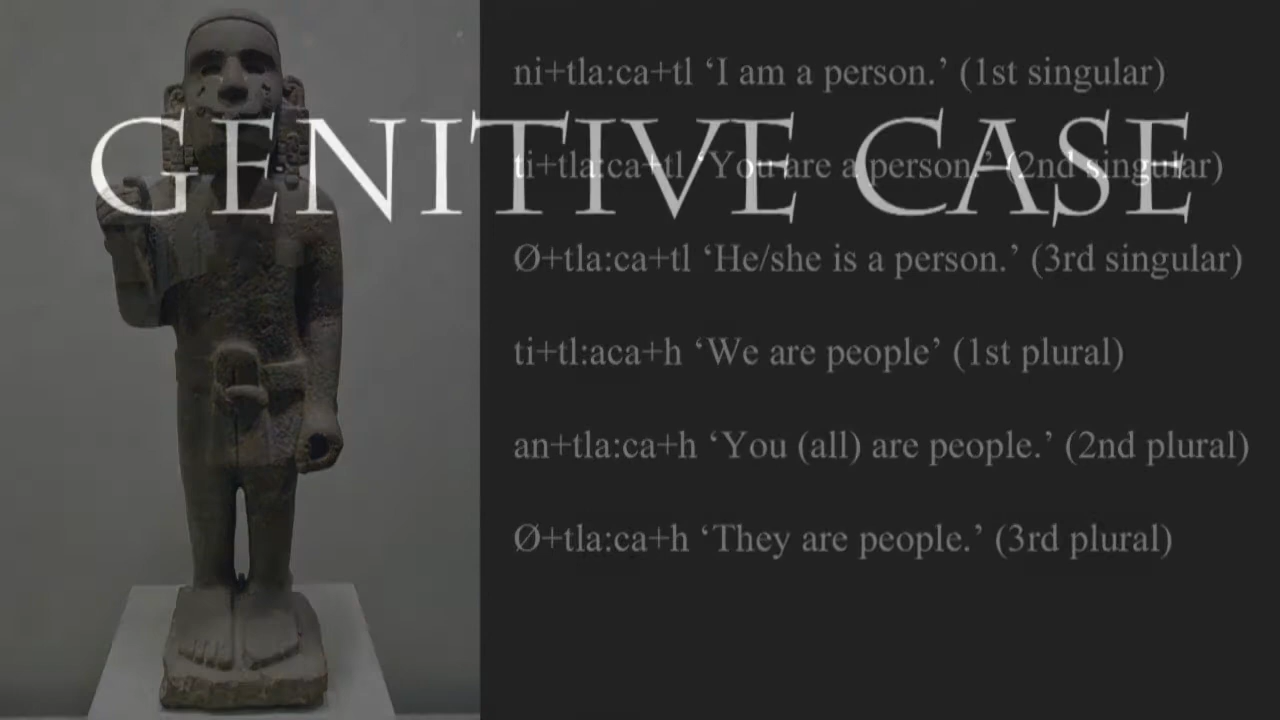 ni+tla:ca+tl ‘I am a person.’ (1st singular)
GENITIVE CASE
ti+tla:ca+tl ‘You are a person.’ (2nd singular)
Ø+tla:ca+tl ‘He/she is a person.’ (3rd singular)
ti+tl:aca+h ‘We are people’ (1st plural)
an+tla:ca+h ‘You (all) are people.’ (2nd plural)
Ø+tla:ca+h ‘They are people.’ (3rd plural)